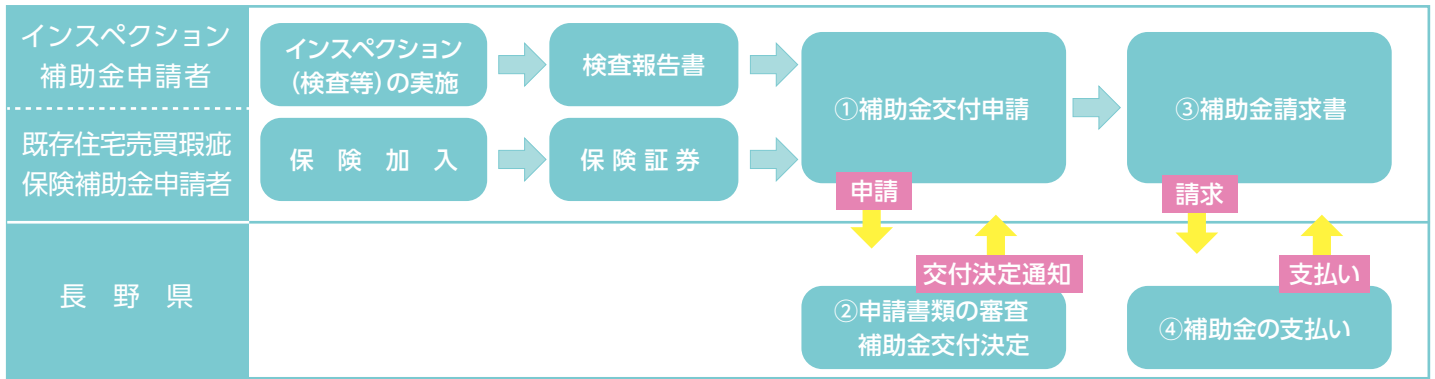 インスペクション
補助金申請者
インスペクション
(検査等)の実施
検査報告書
①補助金交付申請
③補助金請求書
既存住宅売買瑕疵
保険補助金申請者
保険加入
保険証券
申請
請求
長野県
交付決定通知
支払い
②申請書類の審査
補助金交付決定
④補助金の支払い